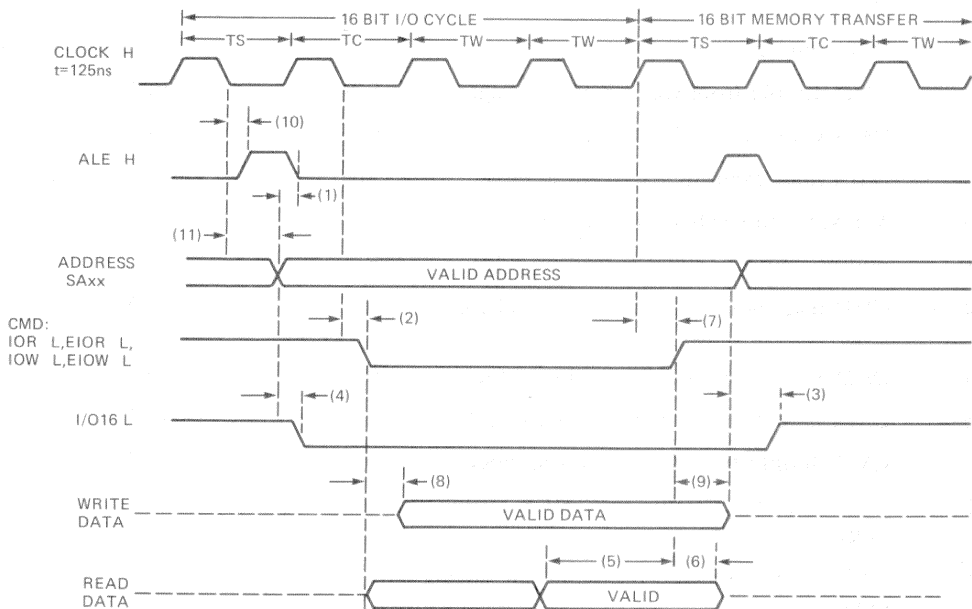 16 BIT I/O CYCLE 16 BIT MEMORY TRANSFER
TS TC TW TW TS TC TW
CLOCK H
t=125ns
(10)
ALE H
(1)
(11)
ADDRESS
SAxx
VALID ADDRESS
(2) (7)
CMD:
IOR L,EIOR L,
IOW L,EIOW L
(4) (3)
I/O16 L
(8) (9)
WRITE
DATA
VALID DATA
(5) (6)
READ
DATA
VALID